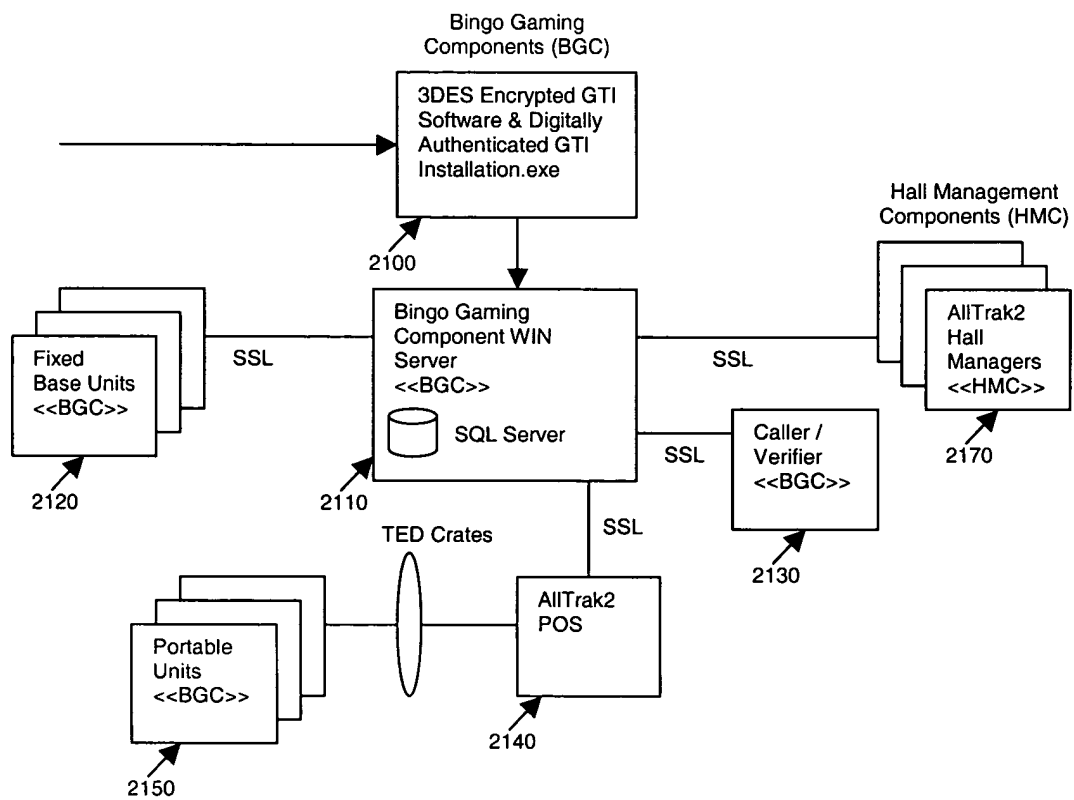 Bingo Gaming
Components (BGC)
3DES Encrypted GTI
Software & Digitally
Authenticated GTI
Installation.exe
2100
Hall Management
Components (HMC)
Bingo Gaming
Component WIN
Server
<<BGC>>
SQL Server
2110
SSL
Fixed
Base Units
<<BGC>>
2120
SSL
AllTrak2
Hall
Managers
<<HMC>>
2170
SSL
Caller /
Verifier
<<BGC>>
2130
SSL
TED Crates
AllTrak2
POS
2140
Portable
Units
<<BGC>>
2150